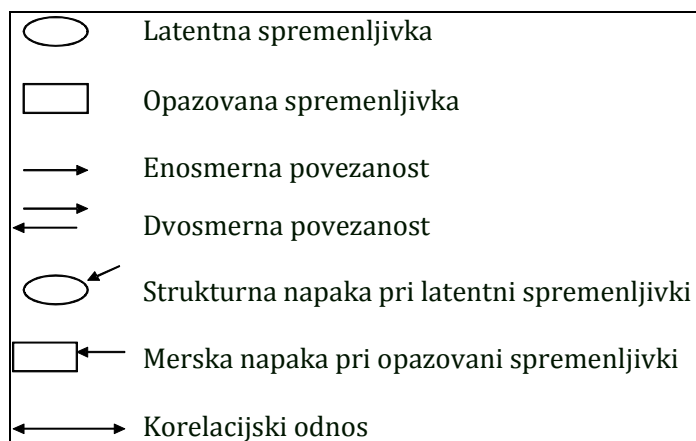 Latentna spremenljivka
Opazovana spremenljivka
Enosmerna povezanost
Dvosmerna povezanost
Strukturna napaka pri latentni spremenljivki
Merska napaka pri opazovani spremenljivki
Korelacijski odnos